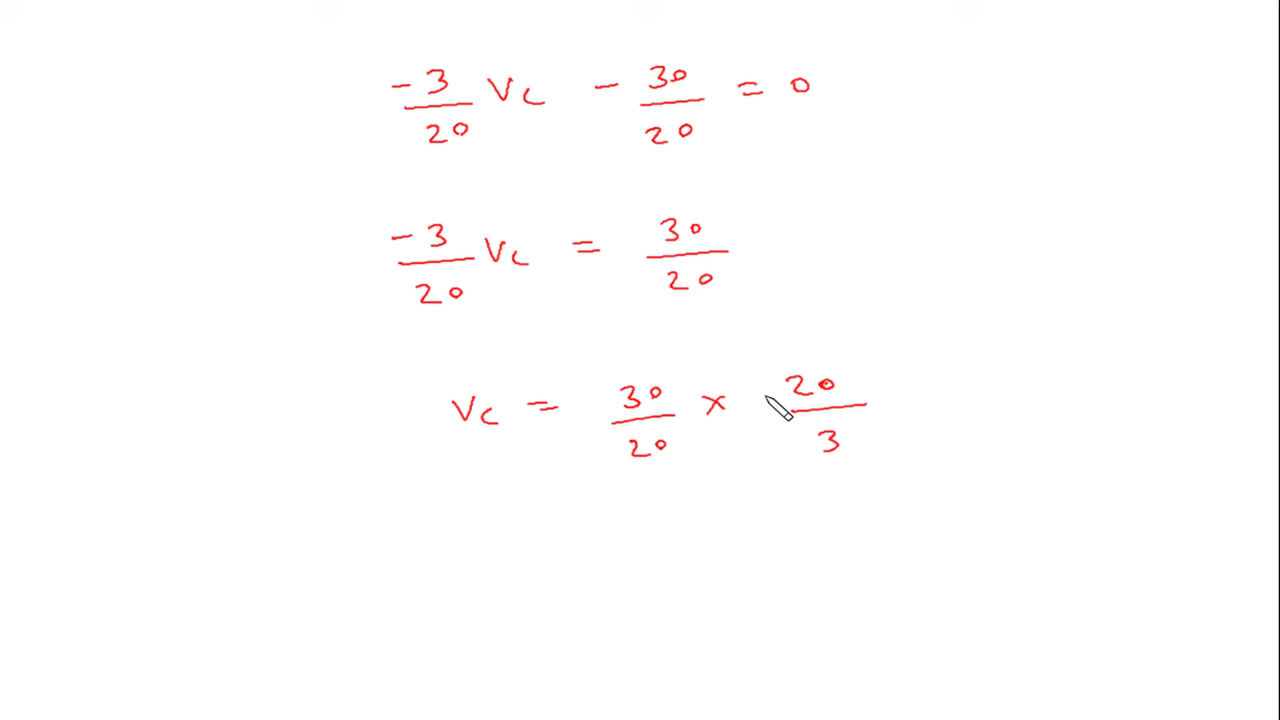 -3/20 Vc - 30/20 = 0
-3/20 Vc = 30/20
Vc = 30/20 × 20/3